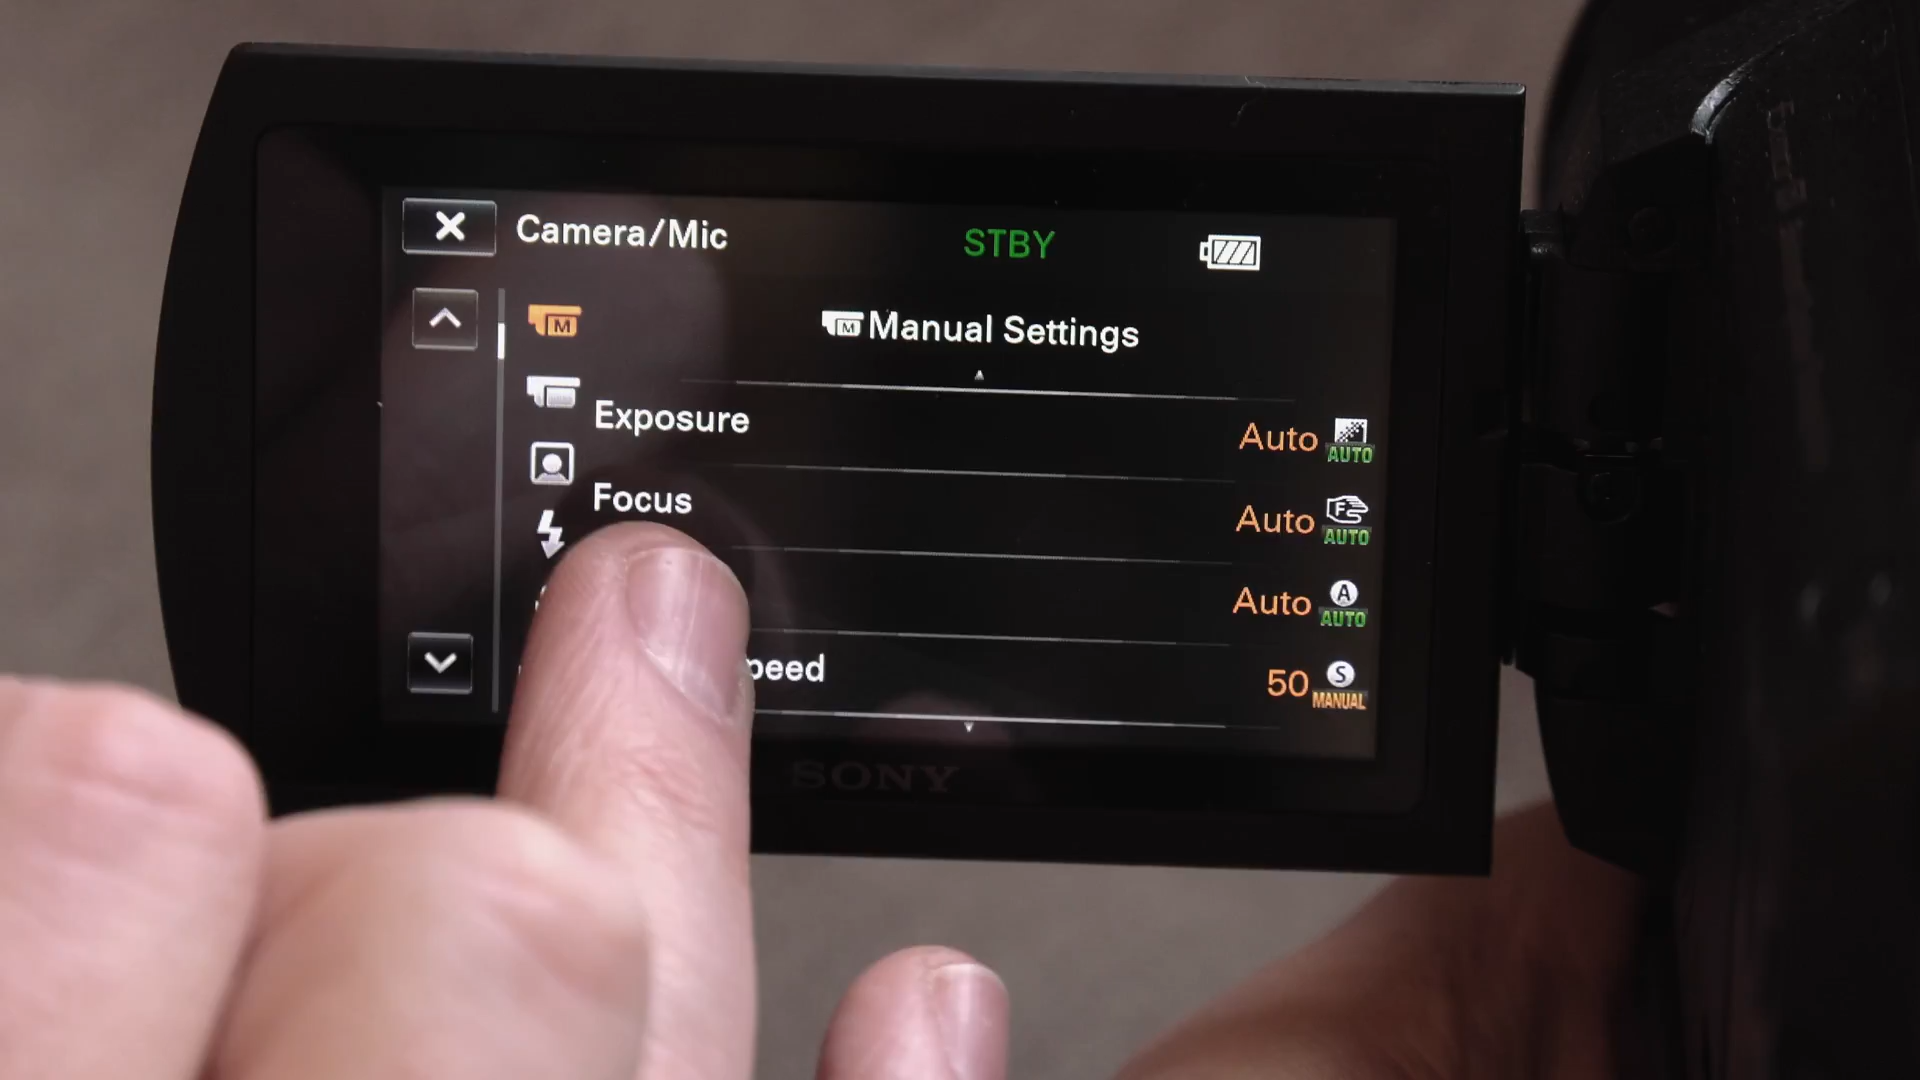 Camera/Mic STBY
M
M Manual Settings
Exposure Auto AUTO
Focus Auto F AUTO
Auto A AUTO
peed 50 S MANUAL
SONY